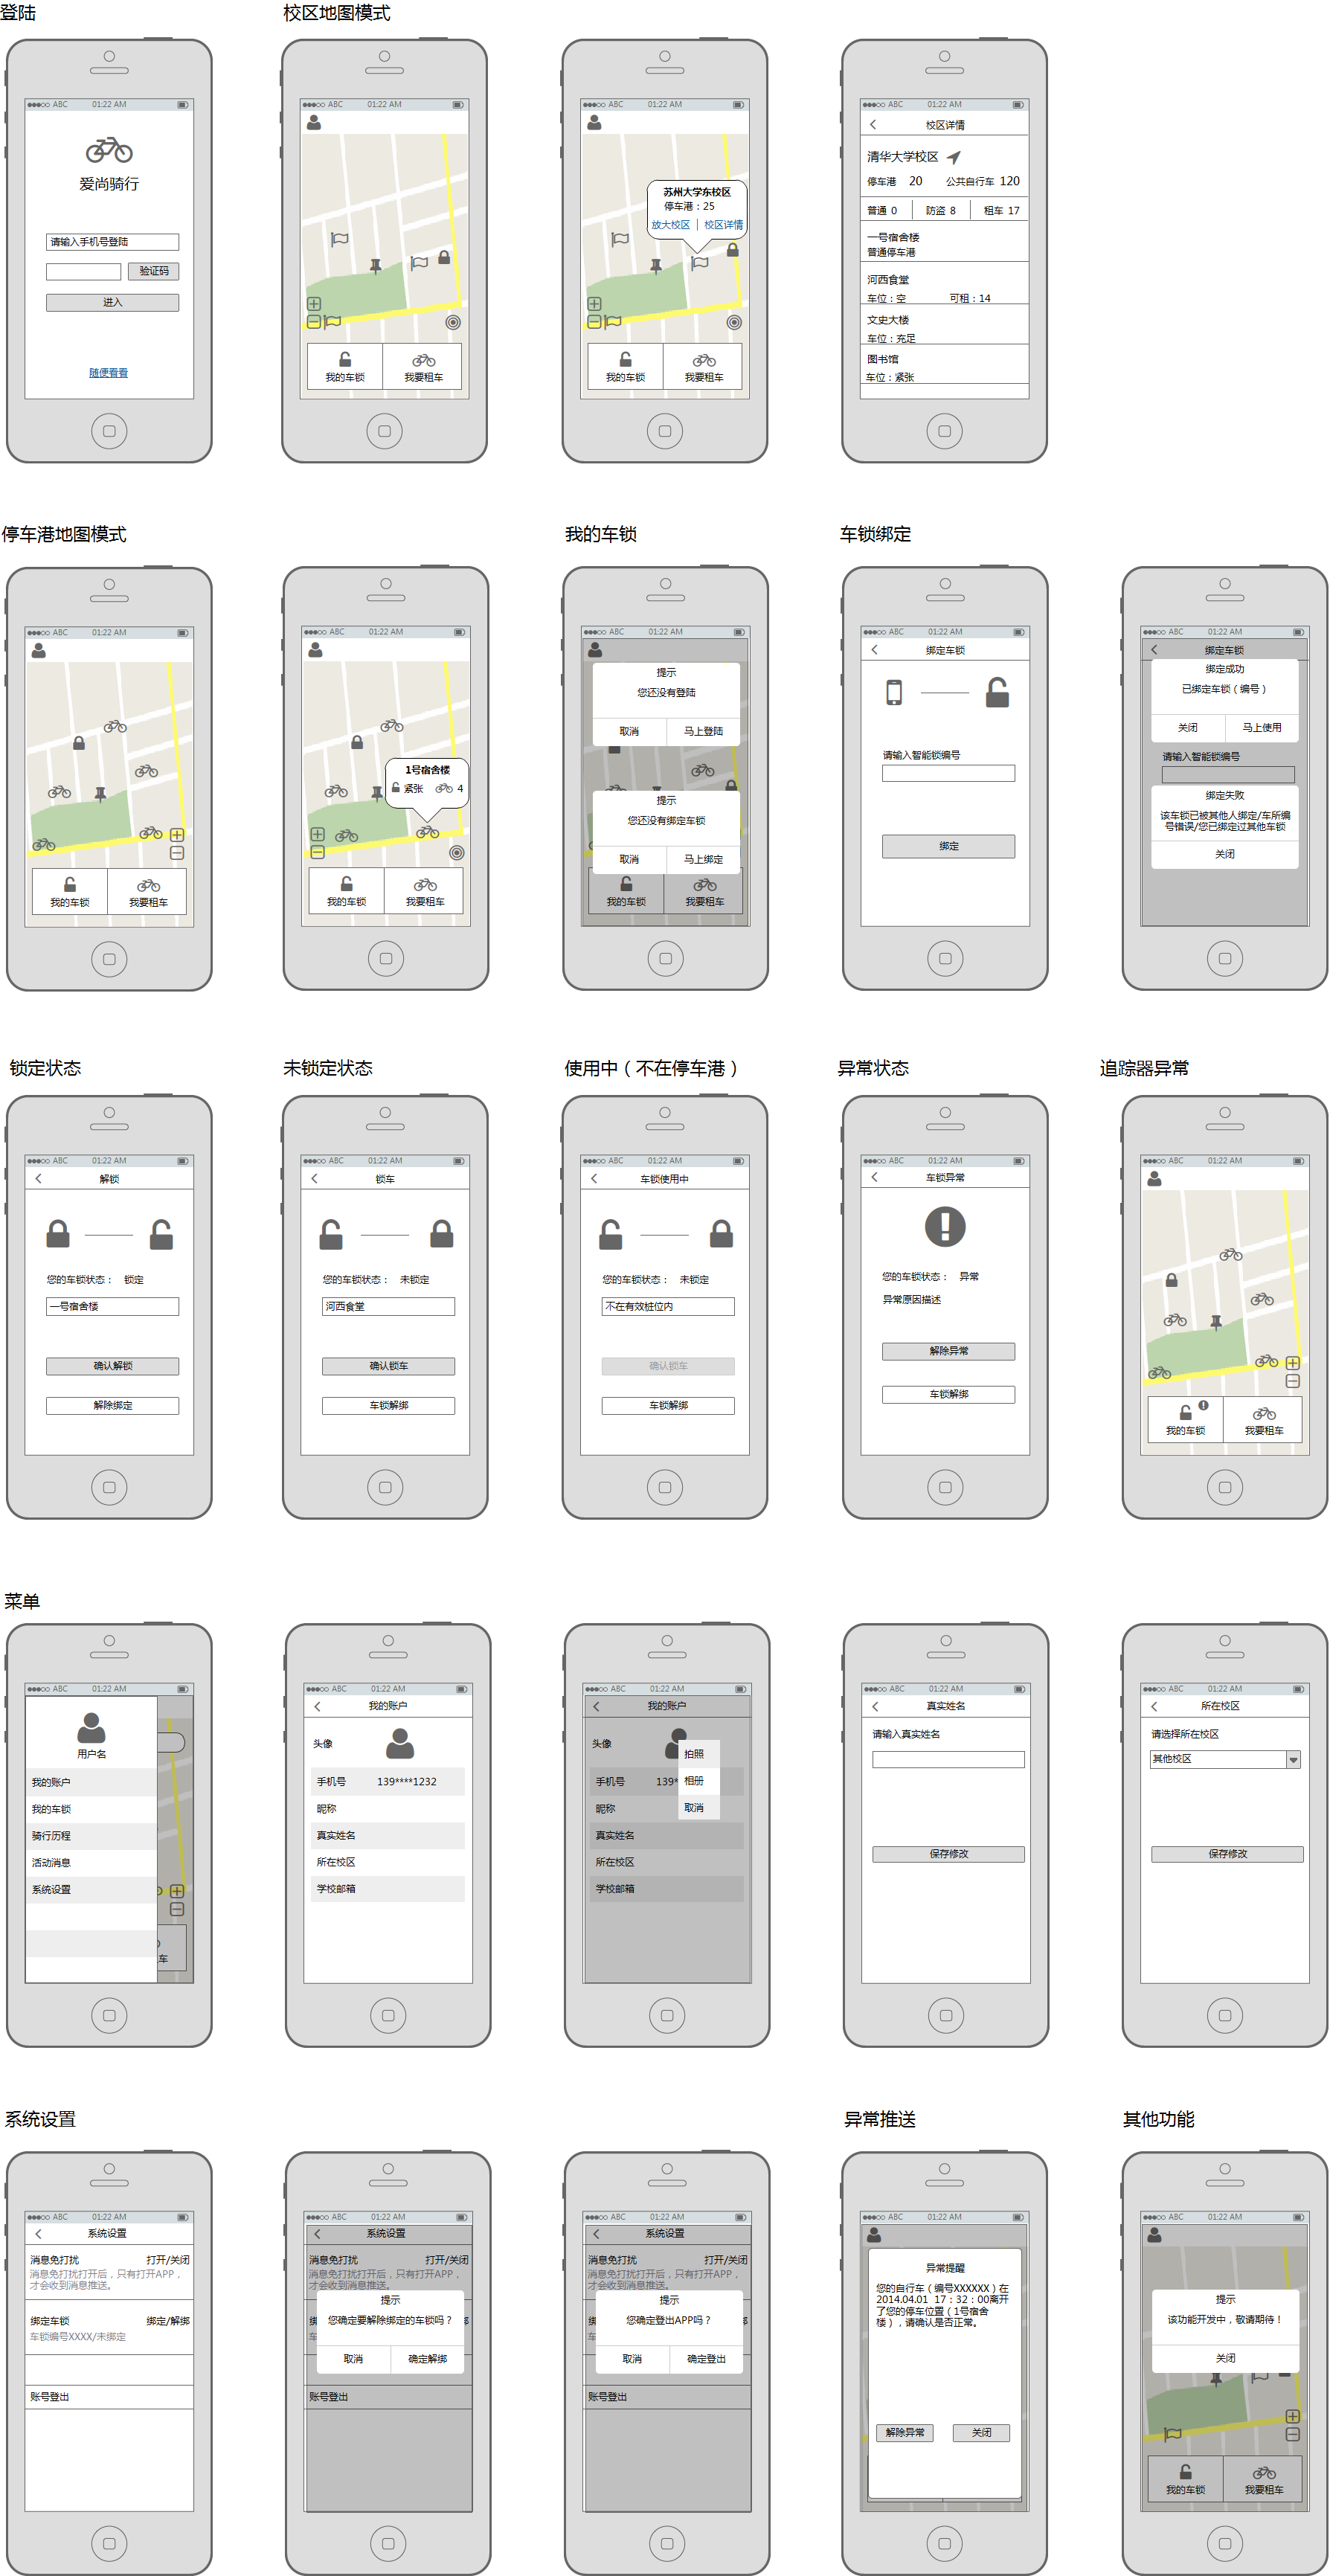 登陆
校区地图模式
●●●○○ ABC 01:22 AM
爱尚骑行
请输入手机号登陆
验证码
进入
随便看看
●●●○○ ABC 01:22 AM
我的车锁 我要租车
●●●○○ ABC 01:22 AM
苏州大学东校区
停车港：25
放大校区 | 校区详情
我的车锁 我要租车
●●●○○ ABC 01:22 AM
校区详情
清华大学校区
停车港 20 公共自行车 120
普通 0 防盗 8 租车 17
一号宿舍楼
普通停车港
河西食堂
车位：空 可租：14
文史大楼
车位：充足
图书馆
车位：紧张
停车港地图模式
我的车锁
车锁绑定
●●●○○ ABC 01:22 AM
我的车锁 我要租车
●●●○○ ABC 01:22 AM
1号宿舍楼
紧张 4
我的车锁 我要租车
●●●○○ ABC 01:22 AM
提示
您还没有登陆
取消 马上登陆
提示
您还没有绑定车锁
取消 马上绑定
我的车锁 我要租车
●●●○○ ABC 01:22 AM
绑定车锁
请输入智能锁编号
绑定
●●●○○ ABC 01:22 AM
绑定车锁
绑定成功
已绑定车锁（编号）
关闭 马上使用
请输入智能锁编号
绑定失败
该车锁已被其他人绑定/车所编
号错误/您已绑定过其他车锁
关闭
锁定状态
未锁定状态
使用中（不在停车港）
异常状态
追踪器异常
●●●○○ ABC 01:22 AM
解锁
您的车锁状态： 锁定
一号宿舍楼
确认解锁
解除绑定
●●●○○ ABC 01:22 AM
锁车
您的车锁状态： 未锁定
河西食堂
确认锁车
车锁解绑
●●●○○ ABC 01:22 AM
车锁使用中
您的车锁状态： 未锁定
不在有效桩位内
确认锁车
车锁解绑
●●●○○ ABC 01:22 AM
车锁异常
您的车锁状态： 异常
异常原因描述
解除异常
车锁解绑
●●●○○ ABC 01:22 AM
我的车锁 我要租车
菜单
●●●○○ ABC 01:22 AM
用户名
我的账户
我的车锁
骑行历程
活动消息
系统设置
车
●●●○○ ABC 01:22 AM
我的账户
头像
手机号 139****1232
昵称
真实姓名
所在校区
学校邮箱
●●●○○ ABC 01:22 AM
我的账户
头像
拍照
手机号 139* 相册
昵称 取消
真实姓名
所在校区
学校邮箱
●●●○○ ABC 01:22 AM
真实姓名
请输入真实姓名
保存修改
●●●○○ ABC 01:22 AM
所在校区
请选择所在校区
其他校区
保存修改
系统设置
异常推送
其他功能
●●●○○ ABC 01:22 AM
系统设置
消息免打扰 打开/关闭
消息免打扰打开后，只有打开APP，
才会收到消息推送。
绑定车锁 绑定/解绑
车锁编号XXXX/未绑定
账号登出
●●●○○ ABC 01:22 AM
系统设置
消息免打扰 打开/关闭
消息免打扰打开后，只有打开APP，
才会收到消息推送。
提示
您确定要解除绑定的车锁吗？
取消 确定解绑
账号登出
●●●○○ ABC 01:22 AM
系统设置
消息免打扰 打开/关闭
消息免打扰打开后，只有打开APP，
才会收到消息推送。
提示
您确定登出APP吗？
取消 确定登出
账号登出
●●●○○ ABC 01:22 AM
异常提醒
您的自行车（编号XXXXXX）在
2014.04.01 17：32：00离开
了您的停车位置（1号宿舍
楼），请确认是否正常。
解除异常 关闭
●●●○○ ABC 01:22 AM
提示
该功能开发中，敬请期待！
关闭
我的车锁 我要租车